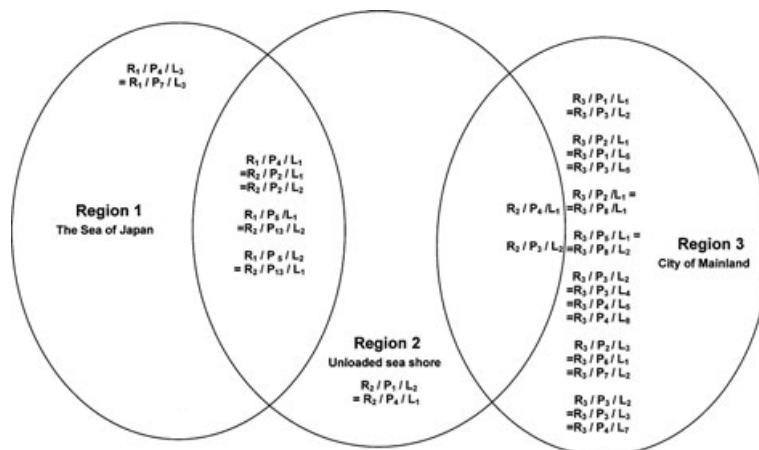 R₁ / P₄ / L₃
= R₁ / P₇ / L₃
R₁ / P₄ / L₁
=R₂ / P₂ / L₁
=R₂ / P₂ / L₂
R₁ / P₅ /L₁
= R₂ / P₁₃ / L₂
R₁ / P₅ / L₂
= R₂ / P₁₃ / L₁
Region 1
The Sea of Japan
Region 2
Unloaded sea shore
R₂ / P₁ / L₂
= R₂ / P₄ / L₁
R₃ / P₁ / L₁
=R₃ / P₃ / L₂
R₃ / P₂ / L₁
=R₃ / P₁ / L₅
=R₃ / P₃ / L₅
R₃ / P₂ /L₁ =
R₂ / P₄ /L₁ =R₃ / P₈ /L₁
R₃ / P₅ / L₁ =
R₂ / P₃ / L₂ =R₃ / P₈ / L₂
R₃ / P₃ / L₂
=R₃ / P₃ / L₄
=R₃ / P₄ / L₅
=R₃ / P₄ / L₆
R₃ / P₂ / L₃
=R₃ / P₆ / L₁
=R₃ / P₇ / L₂
R₃ / P₃ / L₂
=R₃ / P₃ / L₃
=R₃ / P₄ / L₇
Region 3
City of Mainland